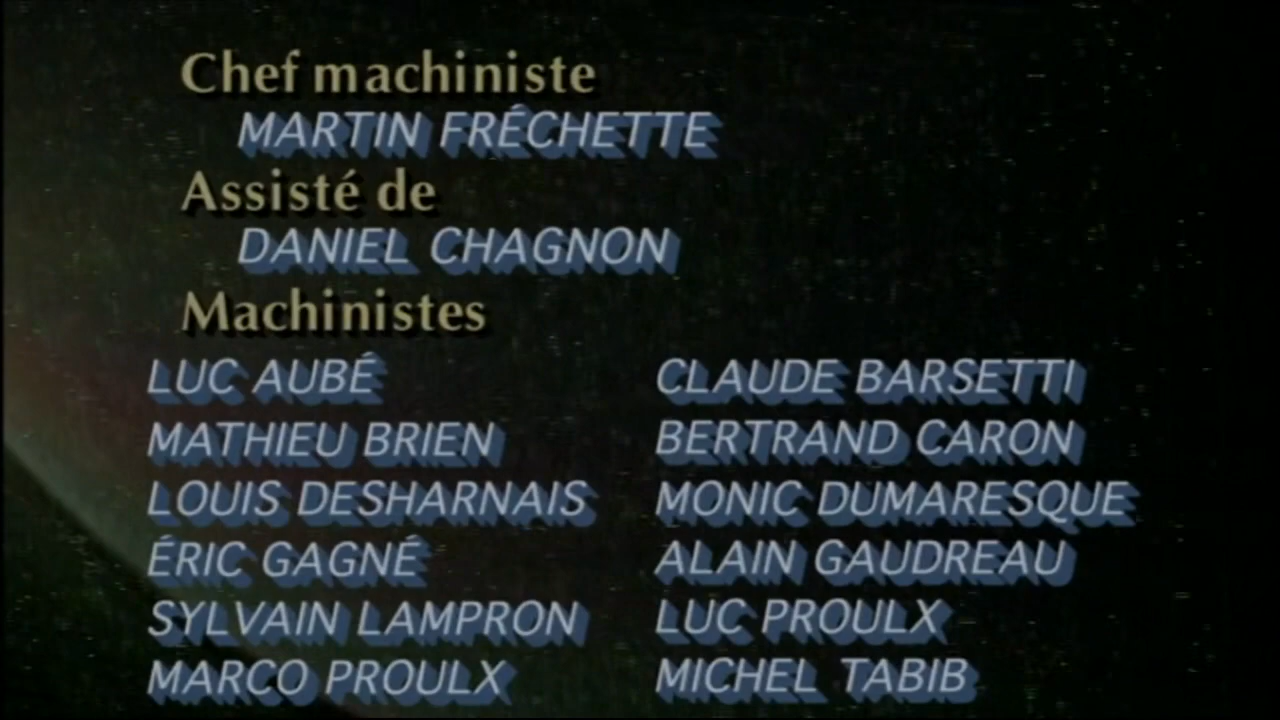 Chef machiniste
MARTIN FRÊCHETTE
Assisté de
DANIEL CHAGNON
Machinistes
LUC AUBÉ CLAUDE BARSETTI
MATHIEU BRIEN BERTRAND CARON
LOUIS DESHARNAIS MONIC DUMARESQUE
ÉRIC GAGNÉ ALAIN GAUDREAU
SYLVAIN LAMPRON LUC PROULX
MARCO PROULX MICHEL TABIB